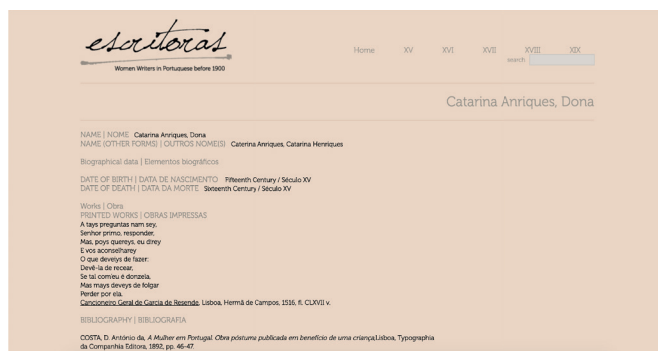 escritoras
Women Writers in Portuguese before 1900
Home XV XVI XVII XVIII XIX
search
Catarina Anriques, Dona
NAME | NOME Catarina Anriques, Dona
NAME (OTHER FORMS) | OUTROS NOME(S) Caterina Anriques, Catarina Henriques
Biographical data | Elementos biográficos
DATE OF BIRTH | DATA DE NASCIMENTO Fifteenth Century / Século XV
DATE OF DEATH | DATA DA MORTE Sixteenth Century / Século XV
Works | Obra
PRINTED WORKS | OBRAS IMPRESSAS
A tays preguntas nam sey,
Senhor primo, responder,
Mas, poys quereys, eu direy
E vos aconselharey
O que deveys de fazer:
Devê-la de recear,
Se tal com'eu é donzela,
Mas mays deveys de folgar
Perder por ela.
Cancioneiro Geral de Garcia de Resende, Lisboa, Hermã de Campos, 1516, fl. CLXVII v.
BIBLIOGRAPHY | BIBLIOGRAFIA
COSTA, D. António da, A Mulher em Portugal. Obra póstuma publicada em benefício de uma criança,Lisboa, Typographia
da Companhia Editora, 1892, pp. 46-47.